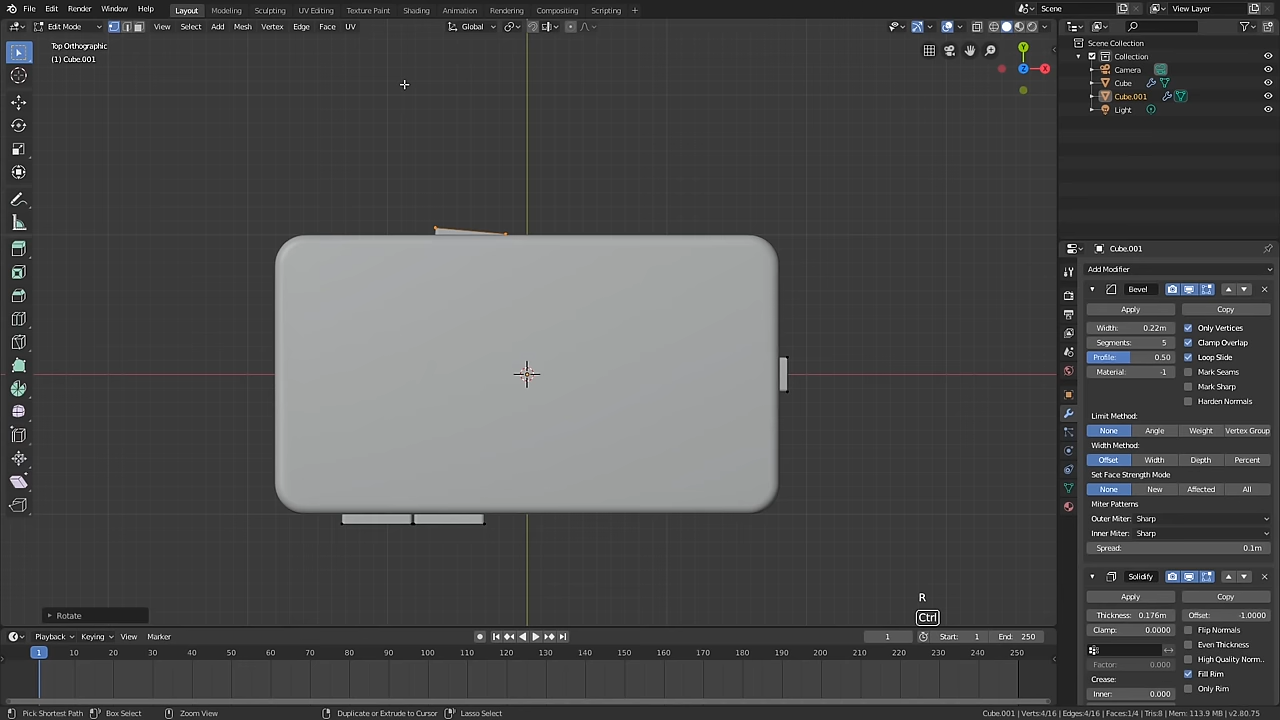 File Edit Render Window Help Layout Modeling Sculpting UV Editing Texture Paint Shading Animation Rendering Compositing Scripting + Scene View Layer
Edit Mode View Select Add Mesh Vertex Edge Face UV Global
Top Orthographic
(1) Cube.001
Y
Z
X
Scene Collection
Collection
Camera
Cube
Cube.001
Light
Cube.001
Add Modifier
Bevel
Apply Copy
Width: 0.22m Only Vertices
Segments: 5 Clamp Overlap
Profile: 0.50 Loop Slide
Material: -1 Mark Seams
Mark Sharp
Harden Normals
Limit Method:
None Angle Weight Vertex Group
Width Method:
Offset Width Depth Percent
Set Face Strength Mode
None New Affected All
Miter Patterns
Outer Miter: Sharp
Inner Miter: Sharp
Spread: 0.1m
Solidify
Apply Copy
Thickness: 0.176m Offset: -1.0000
Clamp: 0.0000 Flip Normals
Even Thickness
High Quality Norm..
Factor: 0.000 Fill Rim
Crease: Only Rim
Inner: 0.000
R
Ctrl
Rotate
Playback Keying View Marker 1 Start: 1 End: 250
1 10 20 30 40 50 60 70 80 90 100 110 120 130 140 150 160 170 180 190 200 210 220 230 240 250
Pick Shortest Path Box Select Zoom View Duplicate or Extrude to Cursor Lasso Select Cube.001 | Verts:4/16 | Edges:4/16 | Faces:1/4 | Tris:8 | Mem: 113.9 MB | v2.80.75